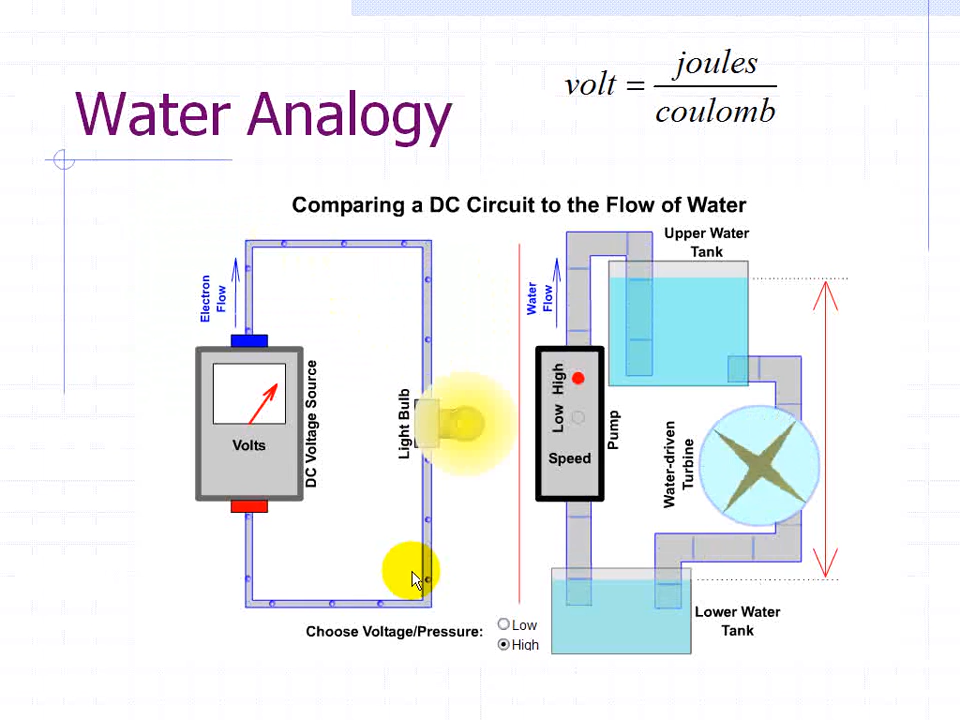 Water Analogy
volt = joules
coulomb
Comparing a DC Circuit to the Flow of Water
Electron
Flow
Volts
DC Voltage Source
Light Bulb
Water
Flow
Upper Water
Tank
Low High
Speed
Pump
Water-driven
Turbine
Lower Water
Tank
Choose Voltage/Pressure:
Low
High